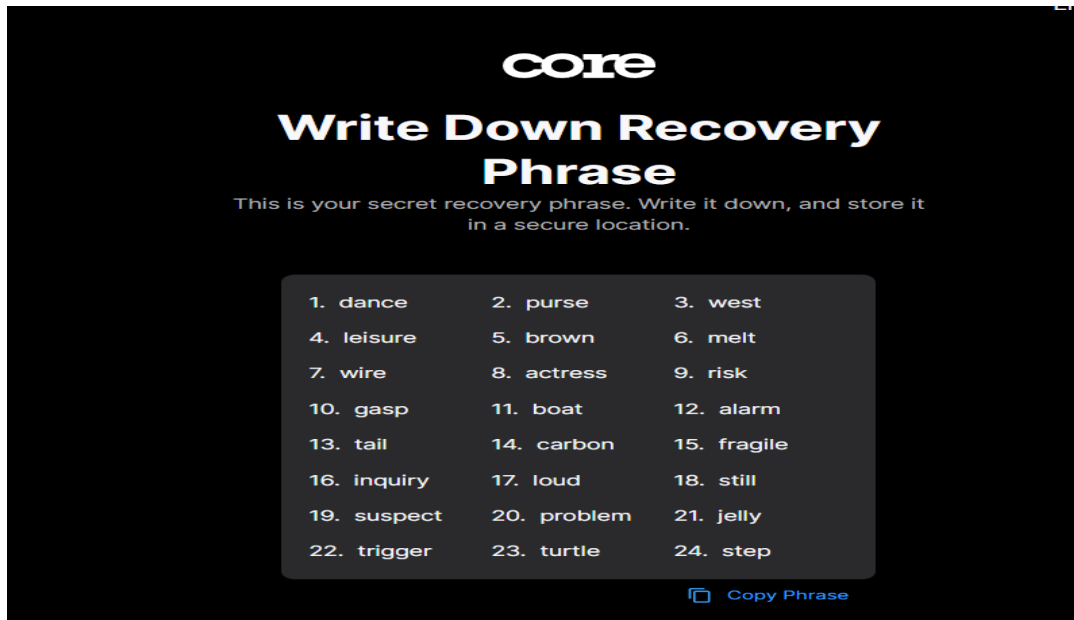 core
Write Down Recovery
Phrase
This is your secret recovery phrase. Write it down, and store it
in a secure location.
1. dance 2. purse 3. west
4. leisure 5. brown 6. melt
7. wire 8. actress 9. risk
10. gasp 11. boat 12. alarm
13. tail 14. carbon 15. fragile
16. inquiry 17. loud 18. still
19. suspect 20. problem 21. jelly
22. trigger 23. turtle 24. step
Copy Phrase